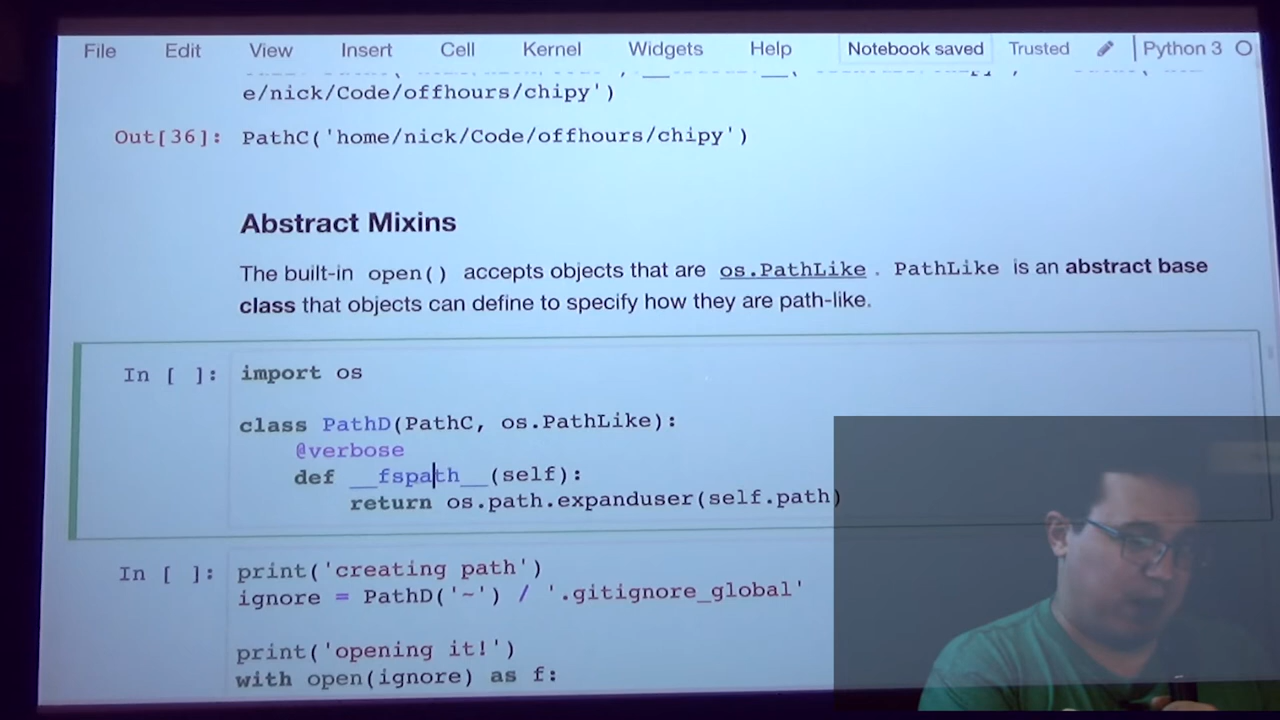 File Edit View Insert Cell Kernel Widgets Help Notebook saved Trusted Python 3
e/nick/Code/offhours/chipy')
Out[36]: PathC('home/nick/Code/offhours/chipy')
Abstract Mixins
The built-in open() accepts objects that are os.PathLike . PathLike is an abstract base
class that objects can define to specify how they are path-like.
In [ ]: import os
class PathD(PathC, os.PathLike):
@verbose
def __fspath__(self):
return os.path.expanduser(self.path)
In [ ]: print('creating path')
ignore = PathD('~') / '.gitignore_global'
print('opening it!')
with open(ignore) as f: